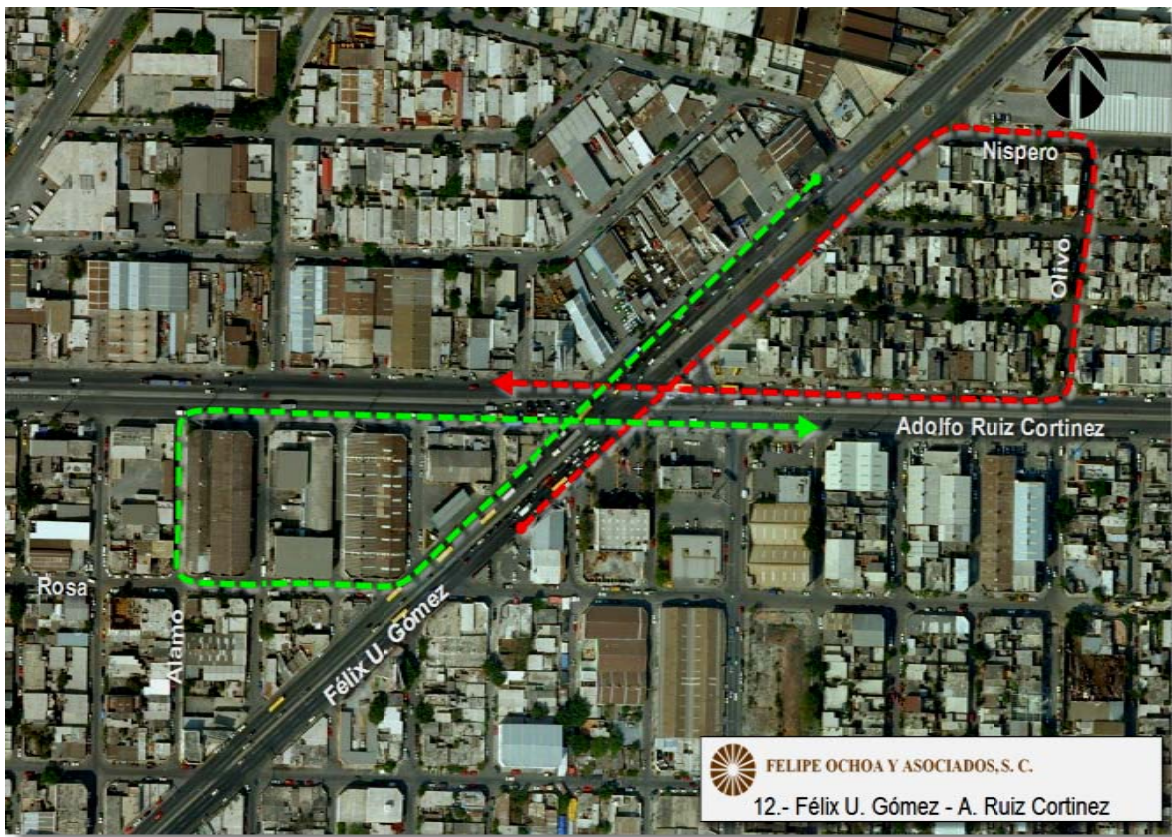 Nispero
Olivo
Adolfo Ruiz Cortinez
Rosa
Alamo
Félix U. Gómez
FELIPE OCHOA Y ASOCIADOS, S. C.
12.- Félix U. Gómez - A. Ruiz Cortinez